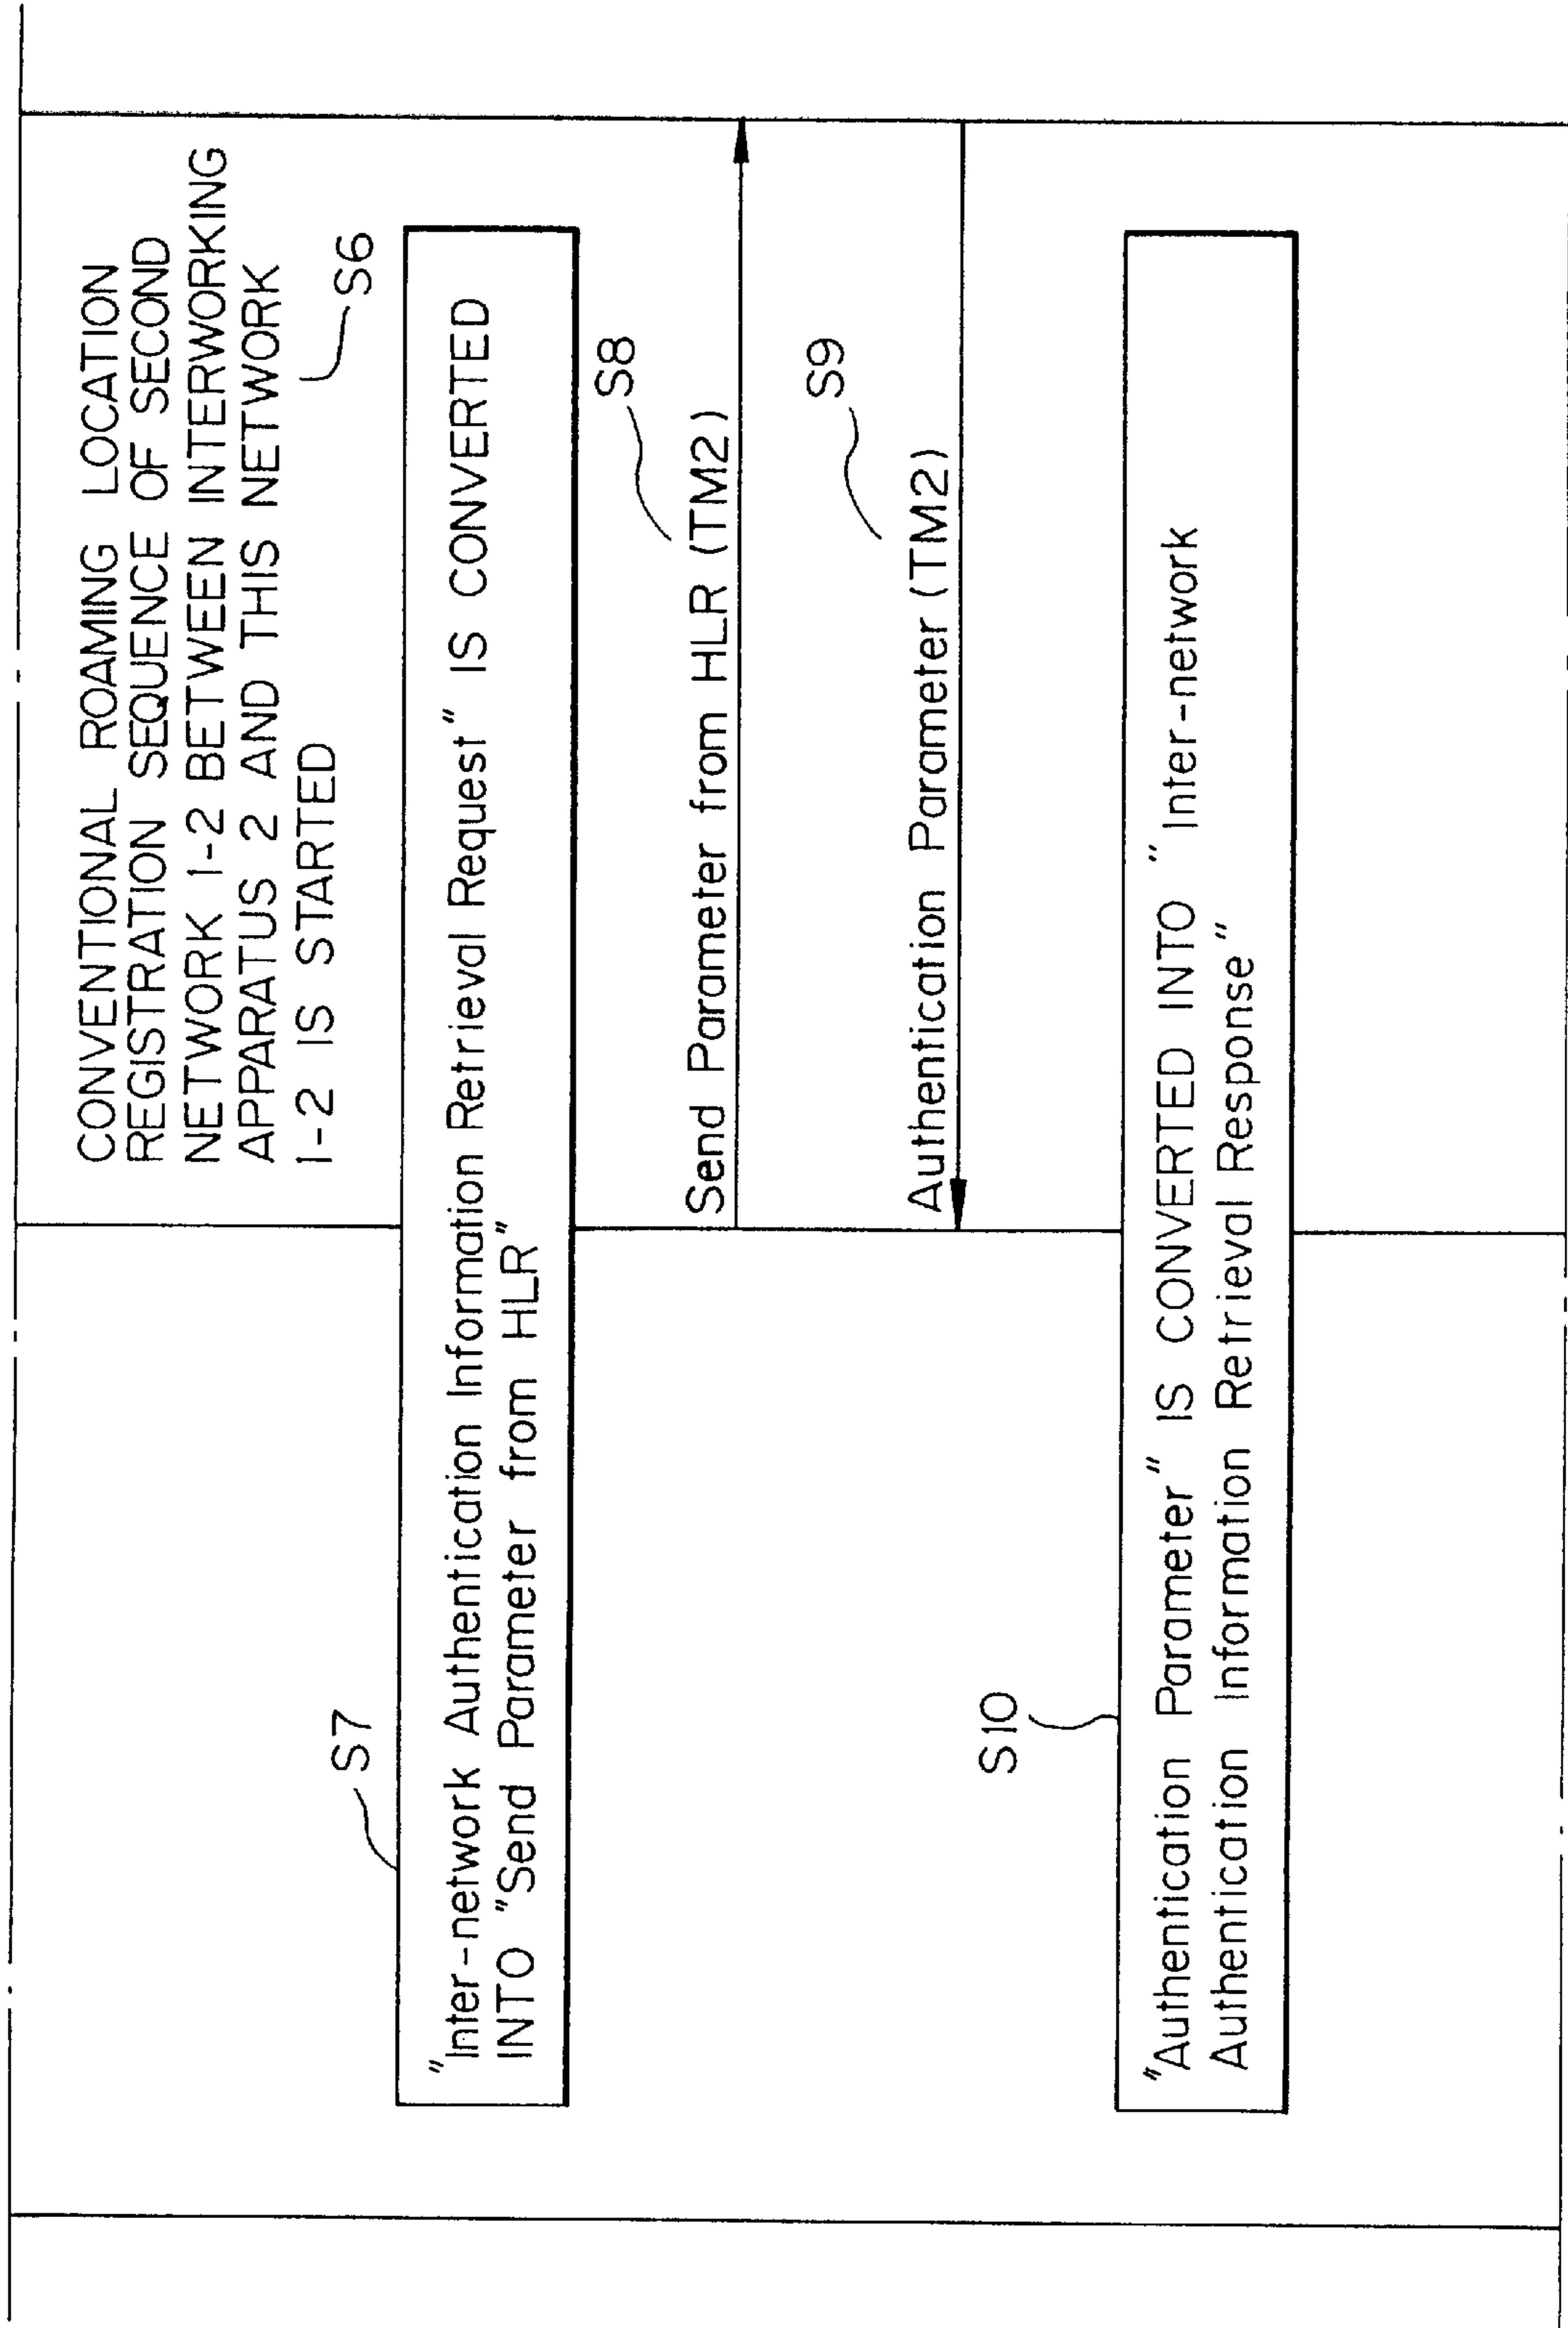 CONVENTIONAL ROAMING LOCATION
REGISTRATION SEQUENCE OF SECOND
NETWORK 1-2 BETWEEN INTERWORKING
APPARATUS 2 AND THIS NETWORK
1-2 IS STARTED
S6
S7
"Inter-network Authentication Information Retrieval Request" IS CONVERTED
INTO "Send Parameter from HLR"
S8
Send Parameter from HLR (TM2)
S9
Authentication Parameter (TM2)
S10
"Authentication Parameter" IS CONVERTED INTO "Inter-network
Authentication Information Retrieval Response"